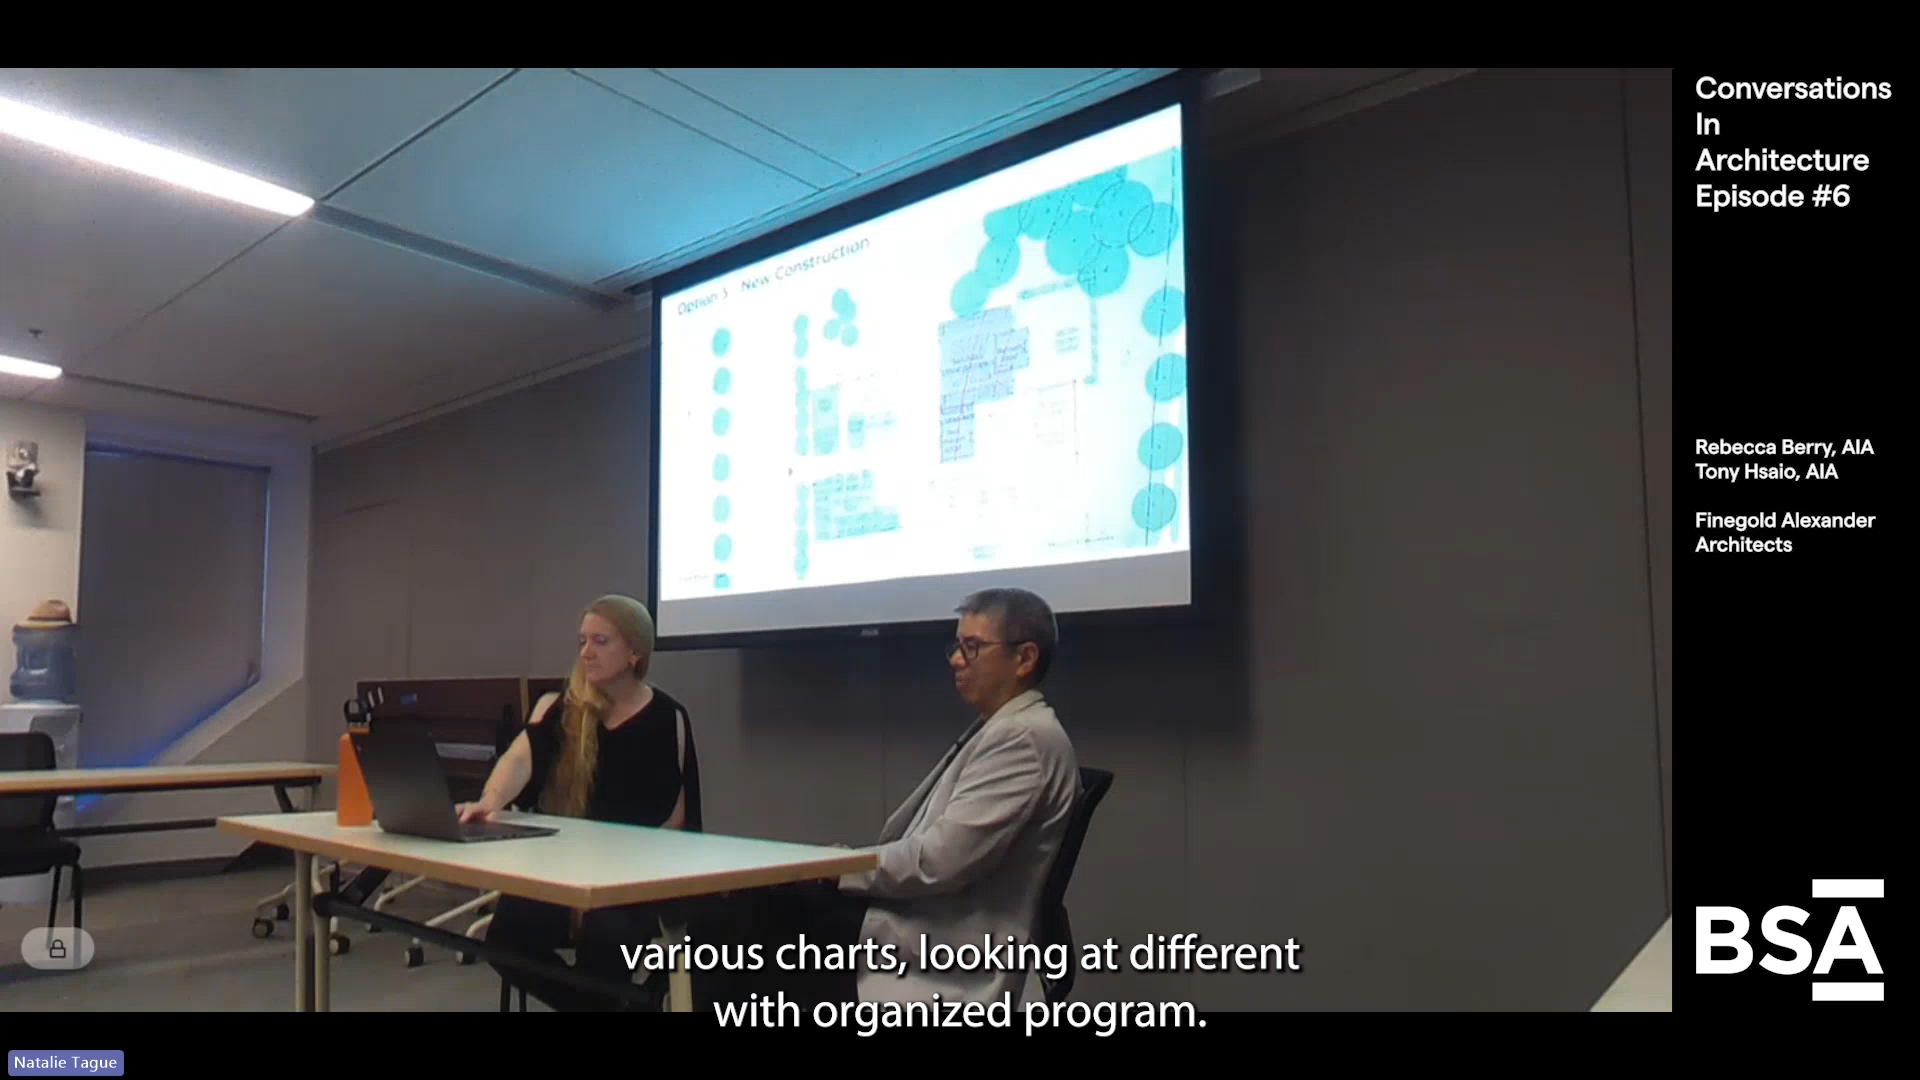 Conversations
In
Architecture
Episode #6
Option 3 New Construction
Rebecca Berry, AIA
Tony Hsaio, AIA
Finegold Alexander
Architects
BSA
various charts, looking at different
with organized program.
Natalie Tague